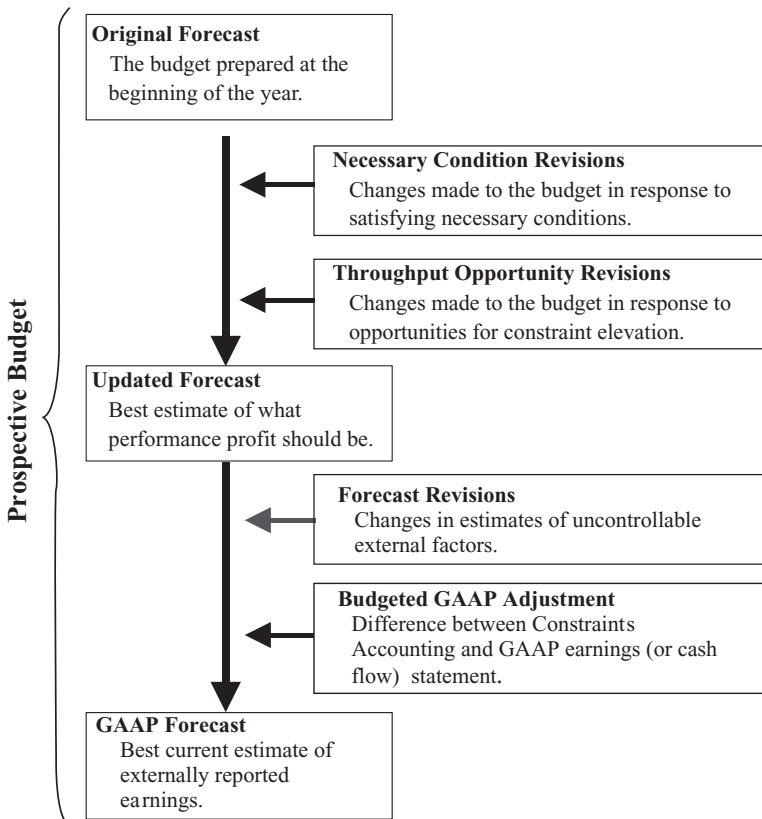 Original Forecast
The budget prepared at the
beginning of the year.
Necessary Condition Revisions
Changes made to the budget in response to
satisfying necessary conditions.
Throughput Opportunity Revisions
Changes made to the budget in response to
opportunities for constraint elevation.
Prospective Budget
Updated Forecast
Best estimate of what
performance profit should be.
Forecast Revisions
Changes in estimates of uncontrollable
external factors.
Budgeted GAAP Adjustment
Difference between Constraints
Accounting and GAAP earnings (or cash
flow) statement.
GAAP Forecast
Best current estimate of
externally reported
earnings.